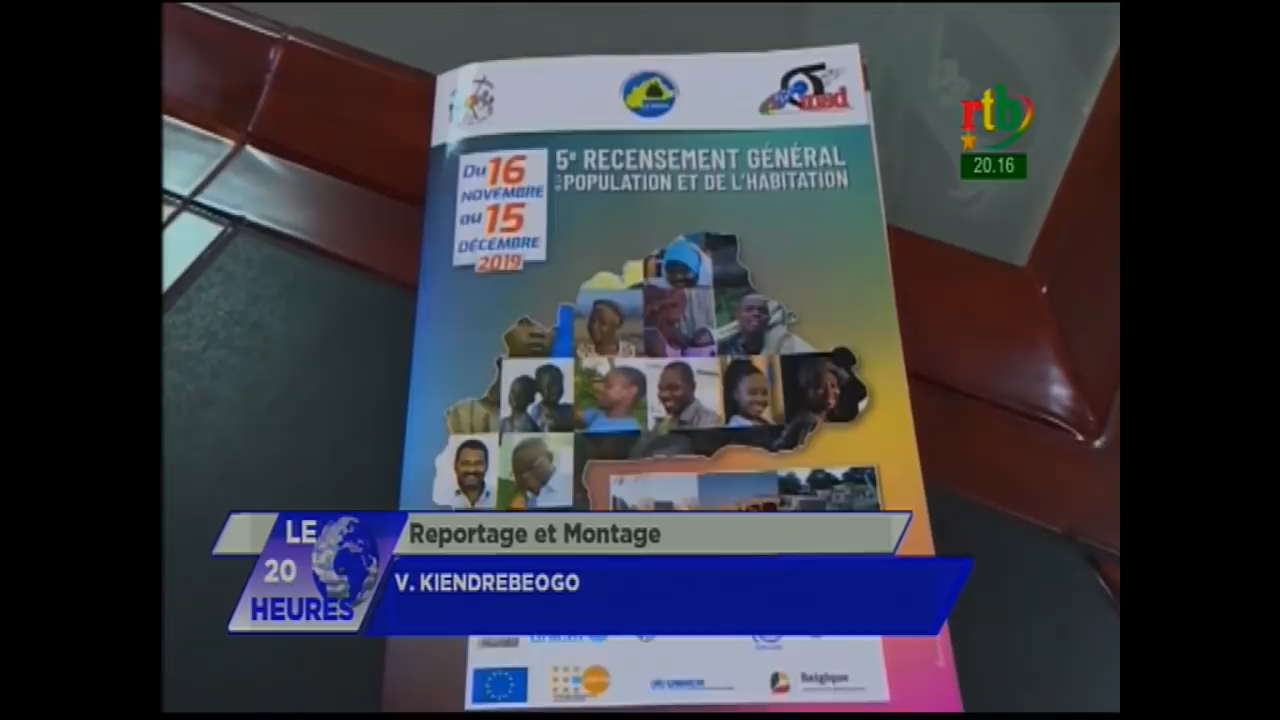 rtb
20.16
Du 16
NOVEMBRE
au 15
DÉCEMBRE
2019
5e RECENSEMENT GÉNÉRAL
POPULATION ET DE L'HABITATION
LE
20
HEURES
Reportage et Montage
V. KIENDREBEOGO
UNHCR
Belgique